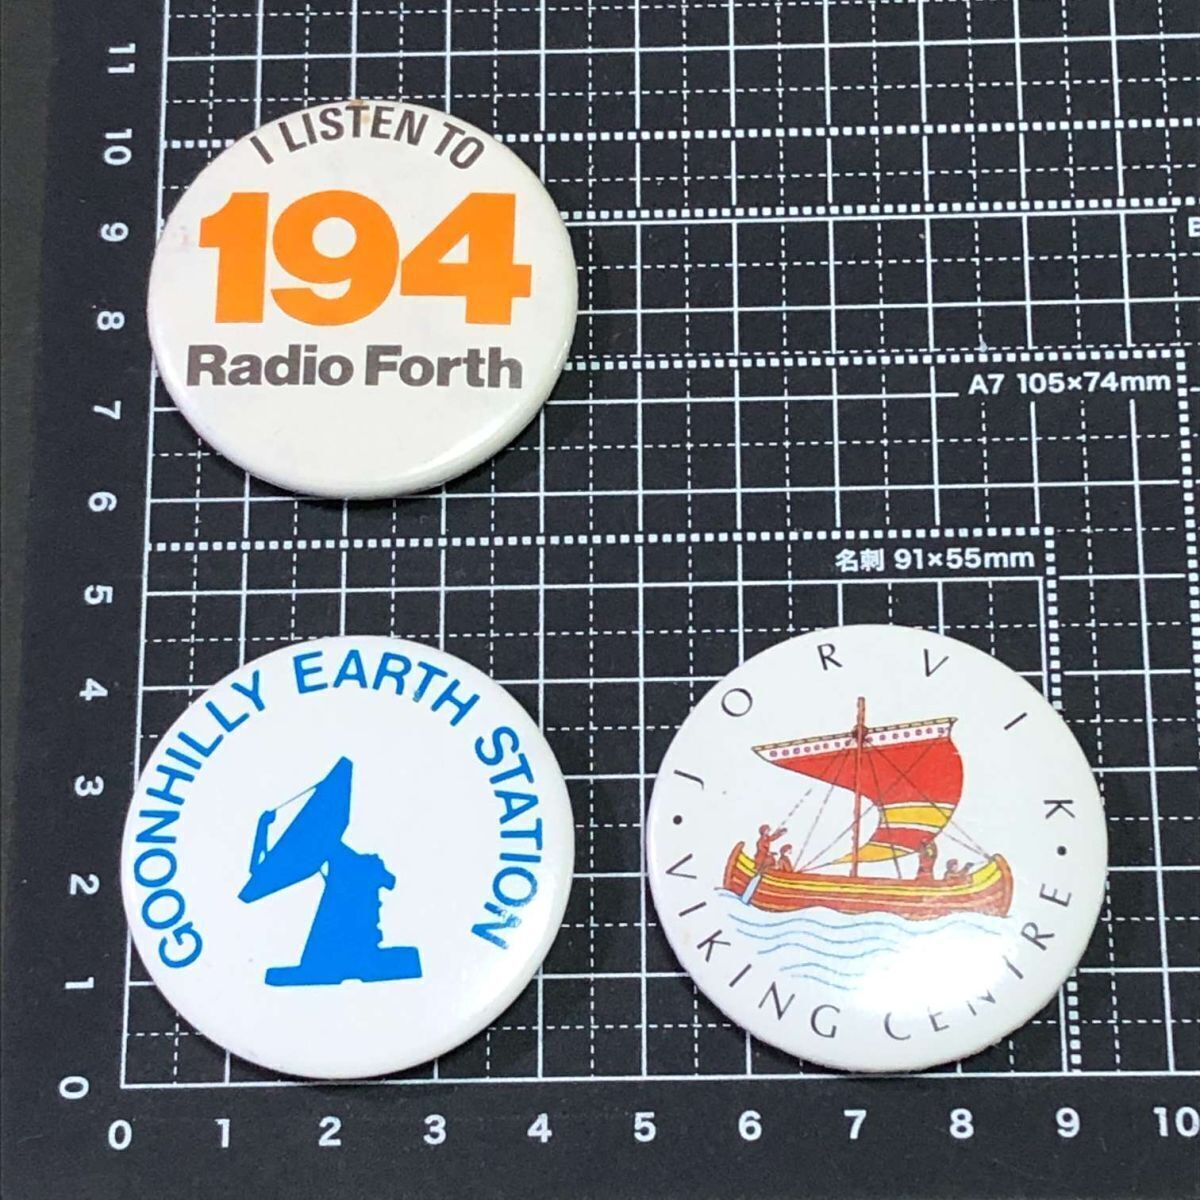 I LISTEN TO
194
Radio Forth
GOONHILLY EARTH STATION
JORVIK
• VIKING CENTRE •
A7 105×74mm
名刺 91×55mm
11
10
9
8
7
6
5
4
3
2
1
0
0 1 2 3 4 5 6 7 8 9 10